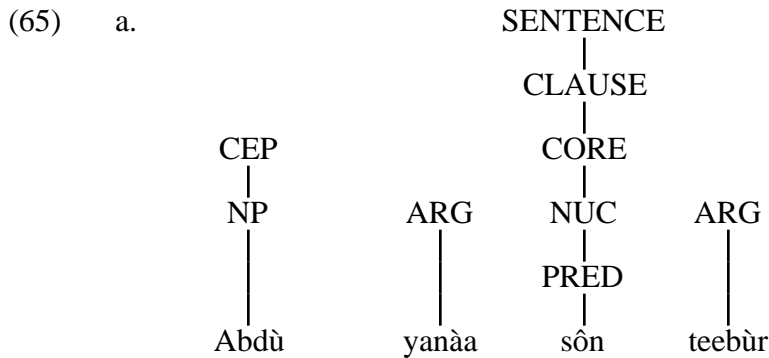 (65) a. SENTENCE
CLAUSE
CEP CORE
NP ARG NUC ARG
PRED
Abdù yanàa sôn teebùr